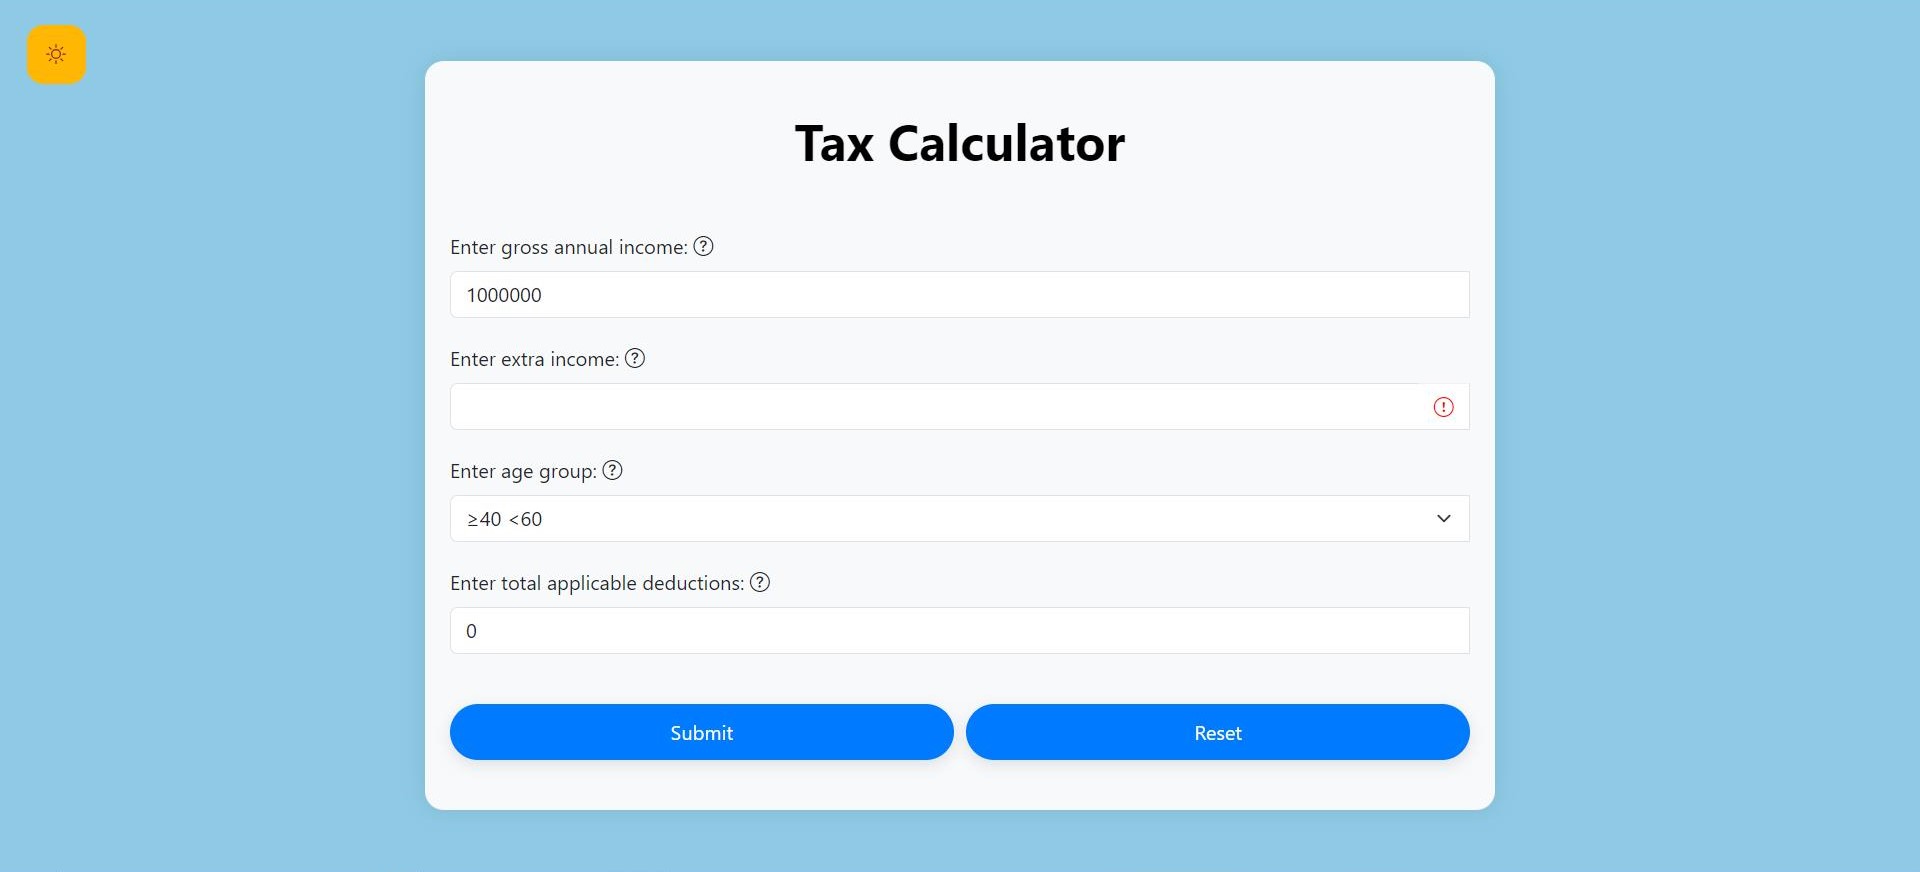 Tax Calculator
Enter gross annual income: ?
1000000
Enter extra income: ?
!
Enter age group: ?
≥40 <60
Enter total applicable deductions: ?
0
Submit
Reset